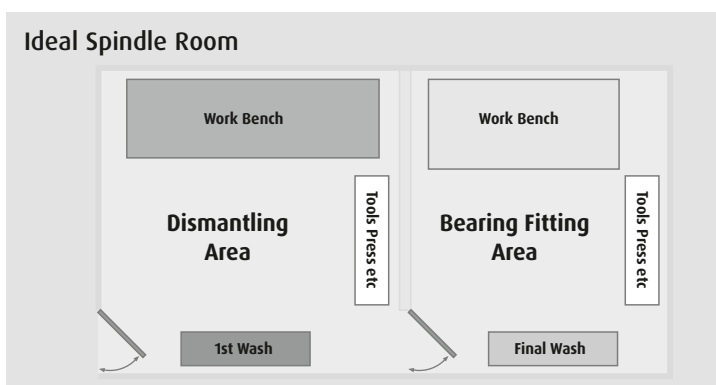 Ideal Spindle Room
Work Bench
Work Bench
Dismantling
Area
Tools Press etc
Bearing Fitting
Area
Tools Press etc
1st Wash
Final Wash